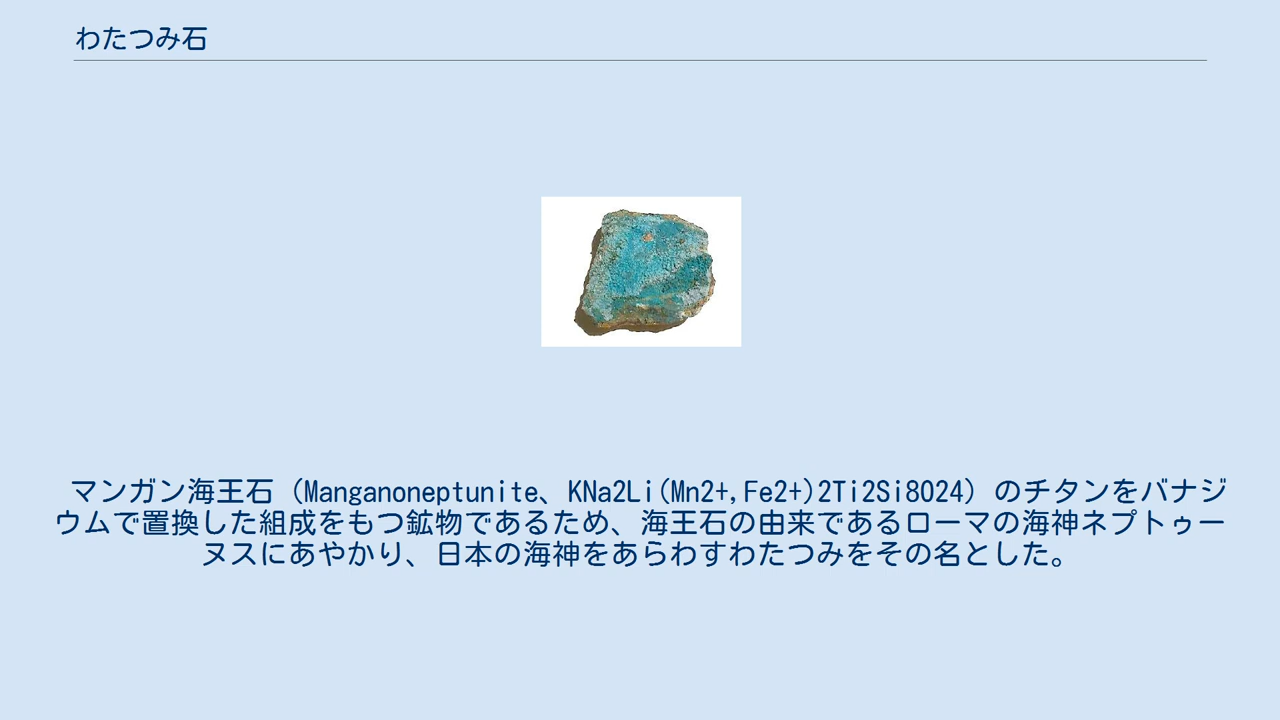 わたつみ石
マンガン海王石（Manganoneptunite、KNa2Li(Mn2+,Fe2+)2Ti2Si8O24）のチタンをバナジ
ウムで置換した組成をもつ鉱物であるため、海王石の由来であるローマの海神ネプトゥー
ヌスにあやかり、日本の海神をあらわすわたつみをその名とした。